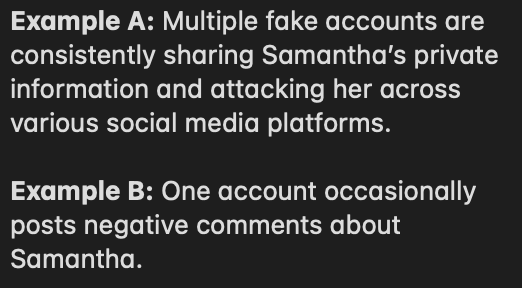 Example A: Multiple fake accounts are
consistently sharing Samantha’s private
information and attacking her across
various social media platforms.
Example B: One account occasionally
posts negative comments about
Samantha.